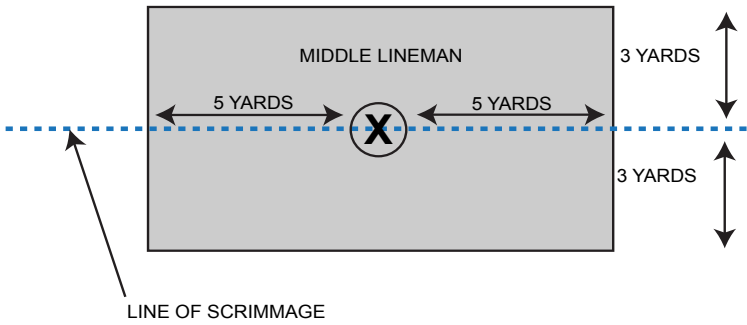 MIDDLE LINEMAN
3 YARDS
5 YARDS
5 YARDS
X
3 YARDS
LINE OF SCRIMMAGE